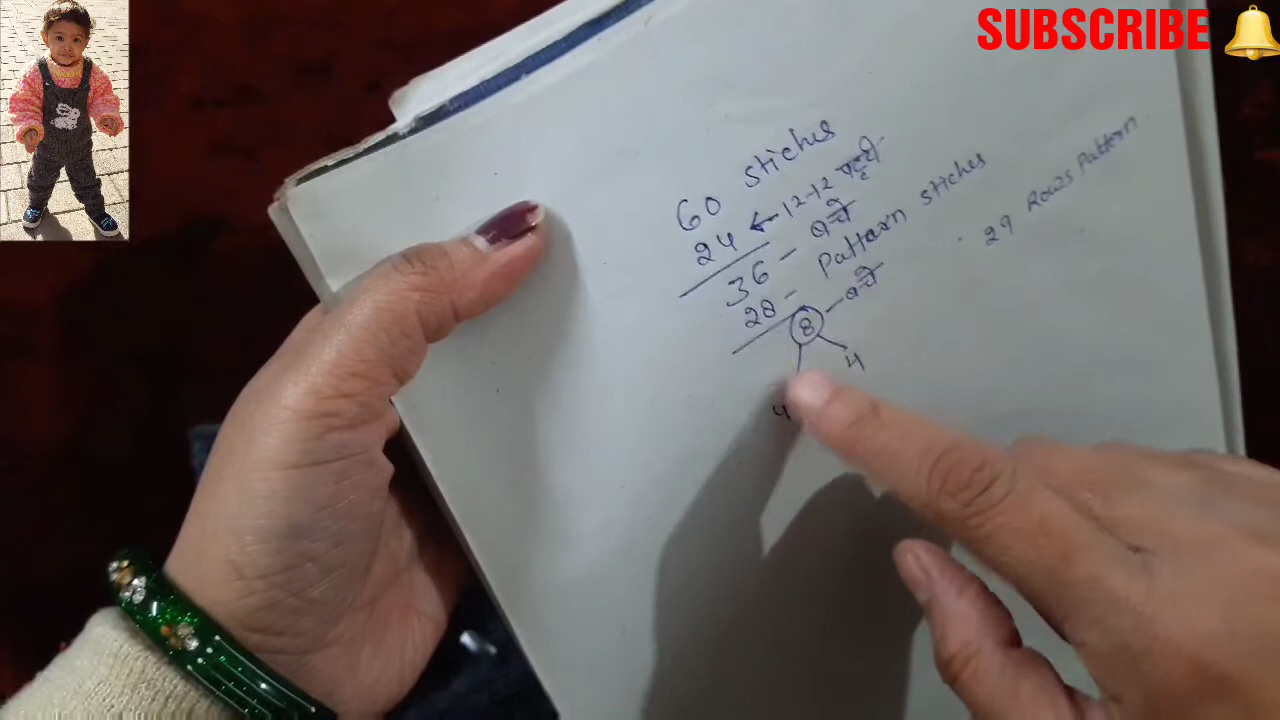 SUBSCRIBE
60 stiches
24 ← 12-12 पट्टी
36 - बचे
28 - Pattern stiches
8 - बचे
4 4
29 Rows Pattern